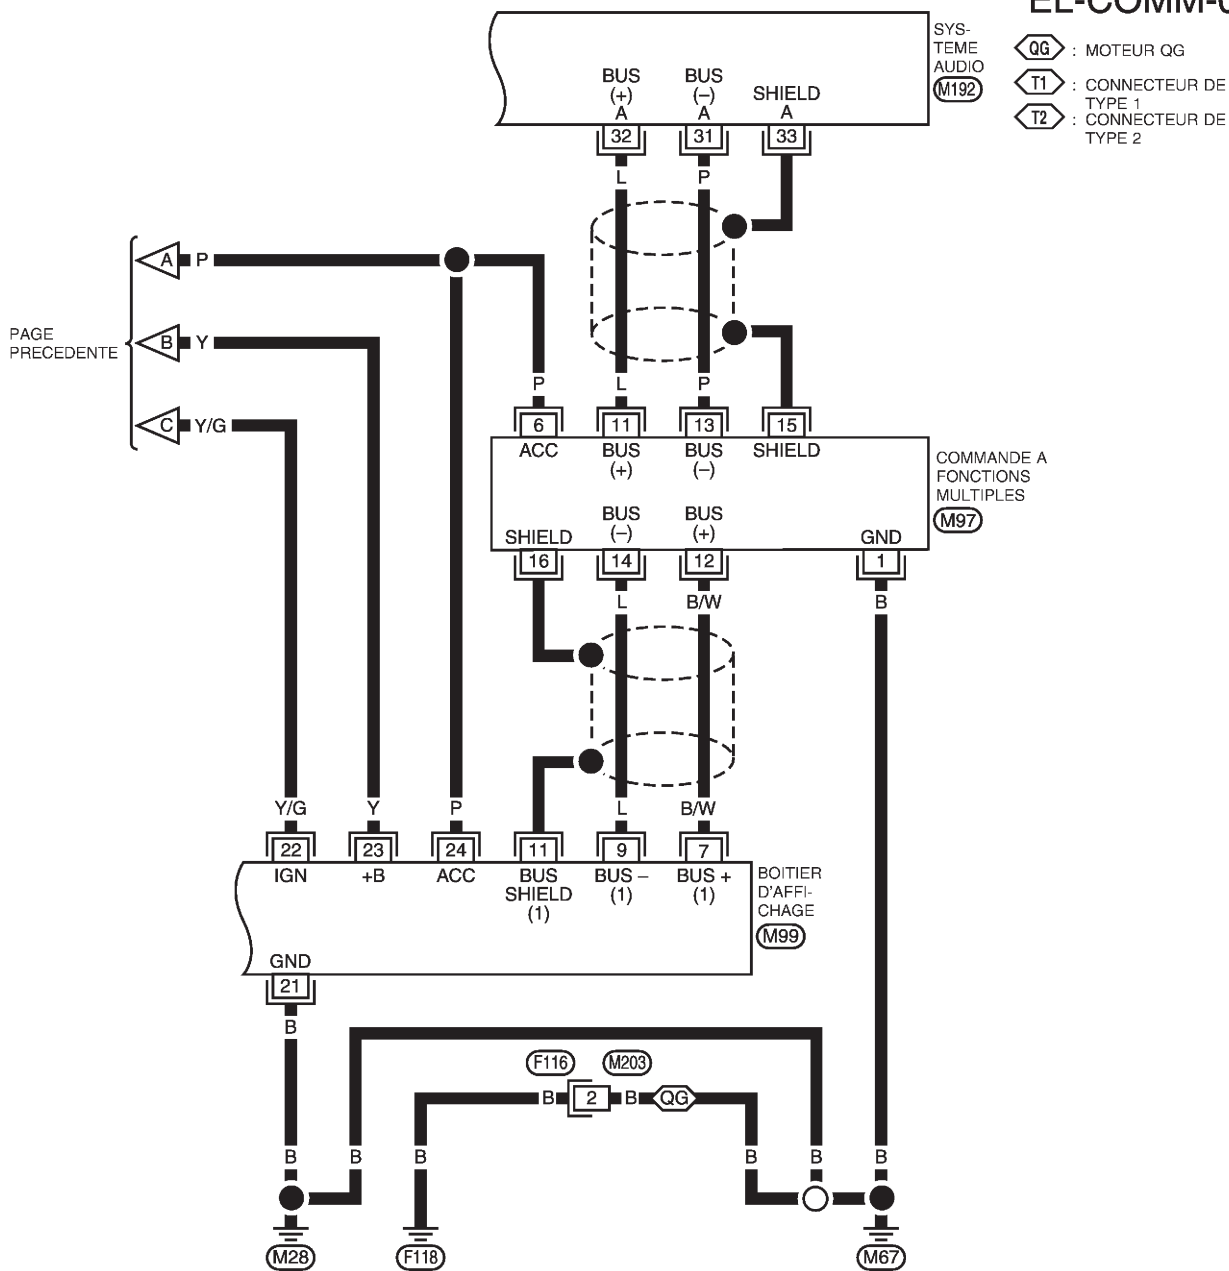 EL-COMM-0
SYS-
TEME
AUDIO
M192
QG : MOTEUR QG
T1 : CONNECTEUR DE
TYPE 1
T2 : CONNECTEUR DE
TYPE 2
BUS BUS
(+) (–) SHIELD
A A A
32 31 33
L P
A P
B Y
C Y/G
PAGE
PRECEDENTE
P L P
6 11 13 15
ACC BUS BUS SHIELD
(+) (–)
COMMANDE A
FONCTIONS
MULTIPLES
M97
BUS BUS
SHIELD (–) (+) GND
16 14 12 1
L B/W B
Y/G Y P L B/W
22 23 24 11 9 7
IGN +B ACC BUS BUS – BUS +
SHIELD (1) (1)
(1)
BOITIER
D'AFFI-
CHAGE
M99
GND
21
B
F116 M203
B 2 B QG
B B B B B B
M28 F118 M67